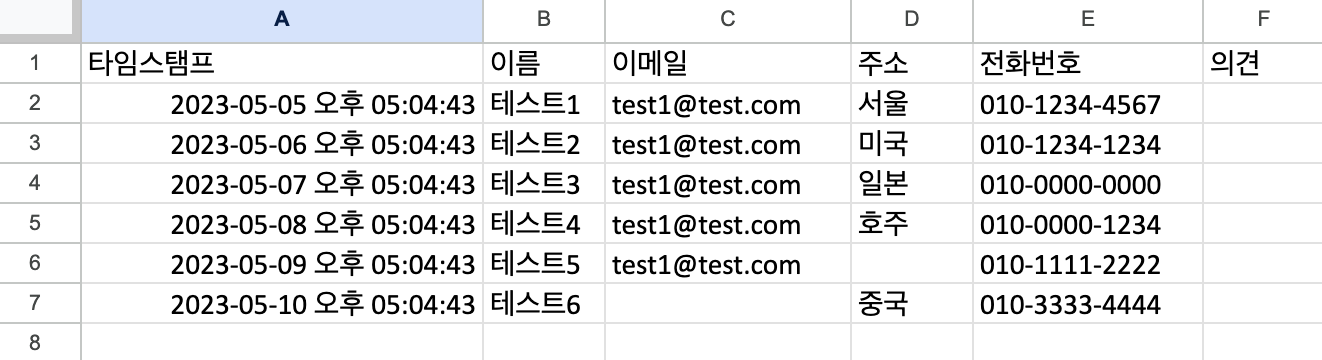 A B C D E F
1 타임스탬프 이름 이메일 주소 전화번호 의견
2 2023-05-05 오후 05:04:43 테스트1 test1@test.com 서울 010-1234-4567
3 2023-05-06 오후 05:04:43 테스트2 test1@test.com 미국 010-1234-1234
4 2023-05-07 오후 05:04:43 테스트3 test1@test.com 일본 010-0000-0000
5 2023-05-08 오후 05:04:43 테스트4 test1@test.com 호주 010-0000-1234
6 2023-05-09 오후 05:04:43 테스트5 test1@test.com 010-1111-2222
7 2023-05-10 오후 05:04:43 테스트6 중국 010-3333-4444
8